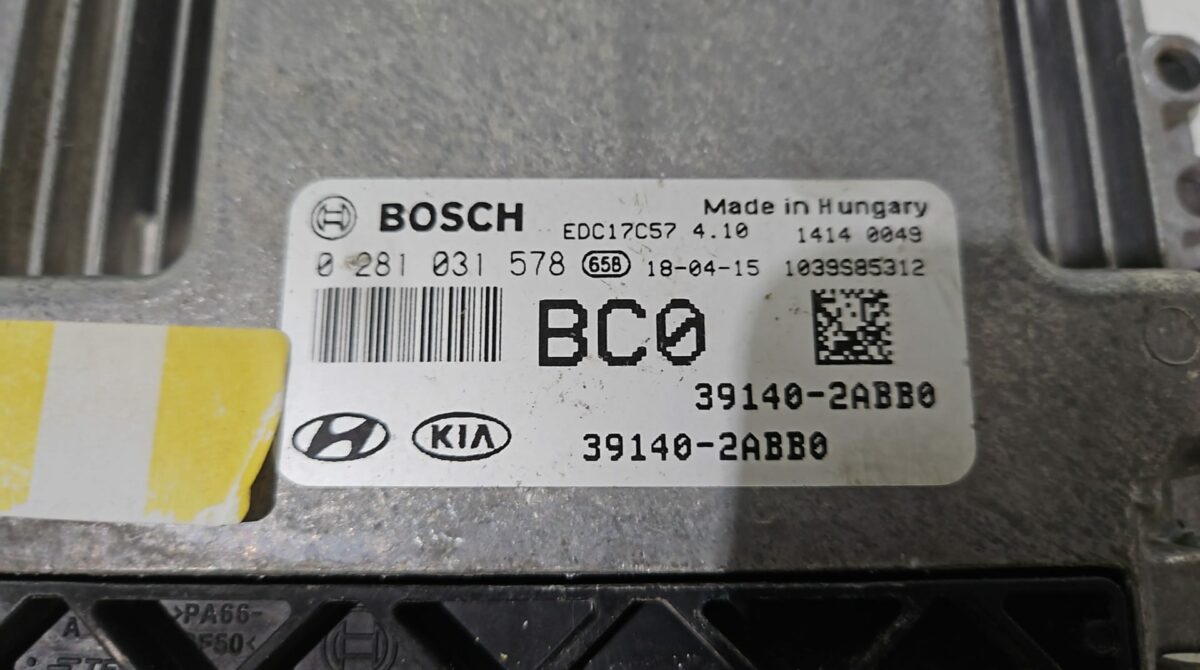 BOSCH
Made in Hungary
EDC17C57 4.10
1414 0049
0 281 031 578 65B 18-04-15 1039S85312
BC0
39140-2ABB0
KIA 39140-2ABB0
>PA66-
A